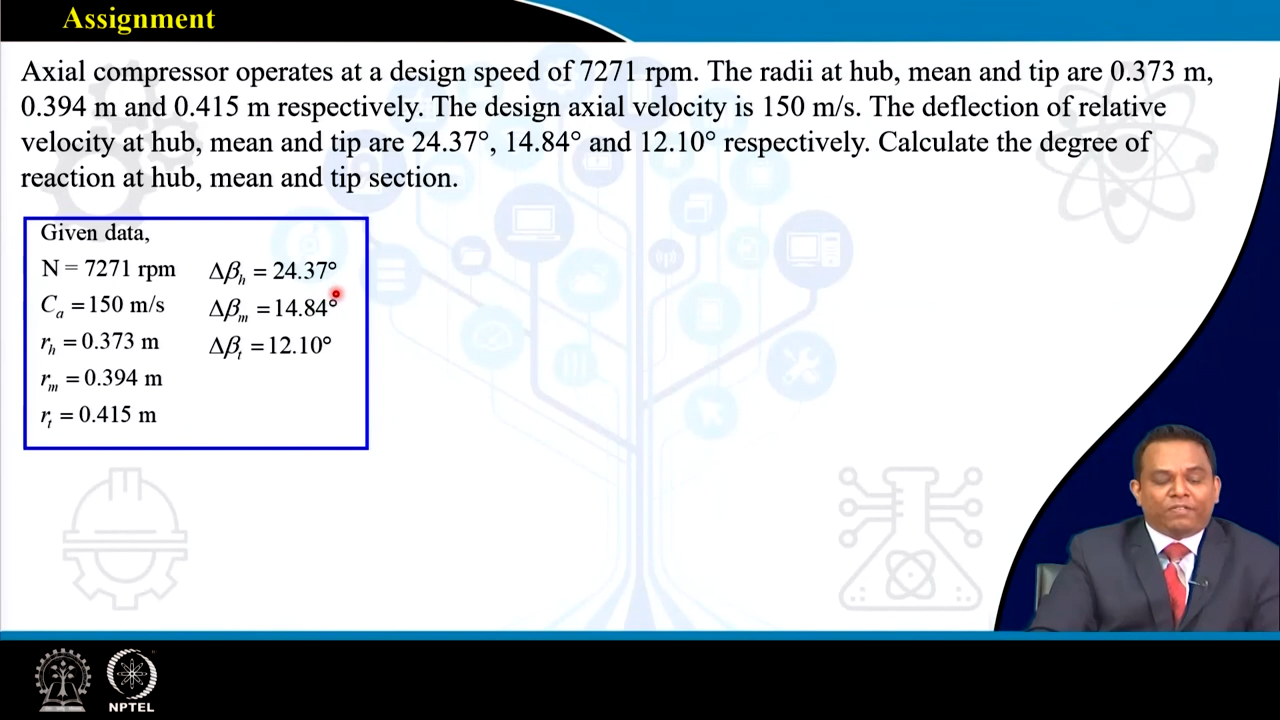 Assignment
Axial compressor operates at a design speed of 7271 rpm. The radii at hub, mean and tip are 0.373 m,
0.394 m and 0.415 m respectively. The design axial velocity is 150 m/s. The deflection of relative
velocity at hub, mean and tip are 24.37°, 14.84° and 12.10° respectively. Calculate the degree of
reaction at hub, mean and tip section.
Given data,
N = 7271 rpm
Cₐ = 150 m/s
rₕ = 0.373 m
rₘ = 0.394 m
rₜ = 0.415 m
Δβₕ = 24.37°
Δβₘ = 14.84°
Δβₜ = 12.10°
NPTEL